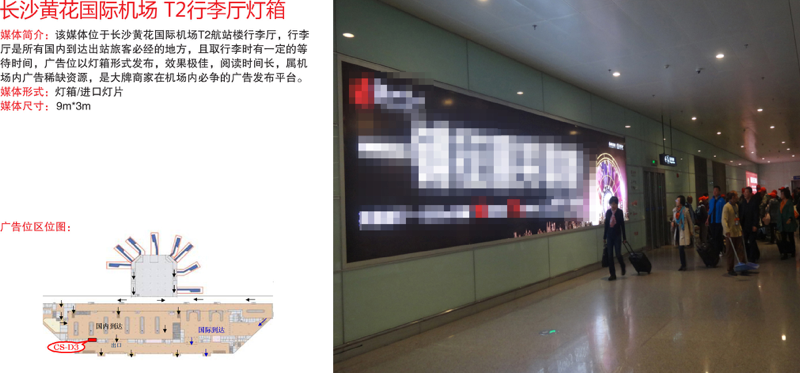 长沙黄花国际机场 T2行李厅灯箱
媒体简介：该媒体位于长沙黄花国际机场T2航站楼行李厅，行李
厅是所有国内到达出站旅客必经的地方，且取行李时有一定的等
待时间，广告位以灯箱形式发布，效果极佳，阅读时间长，属机
场内广告稀缺资源，是大牌商家在机场内必争的广告发布平台。
媒体形式：灯箱/进口灯片
媒体尺寸：9m*3m
广告位区位图：
国内到达
国际到达
CS-D3
出口